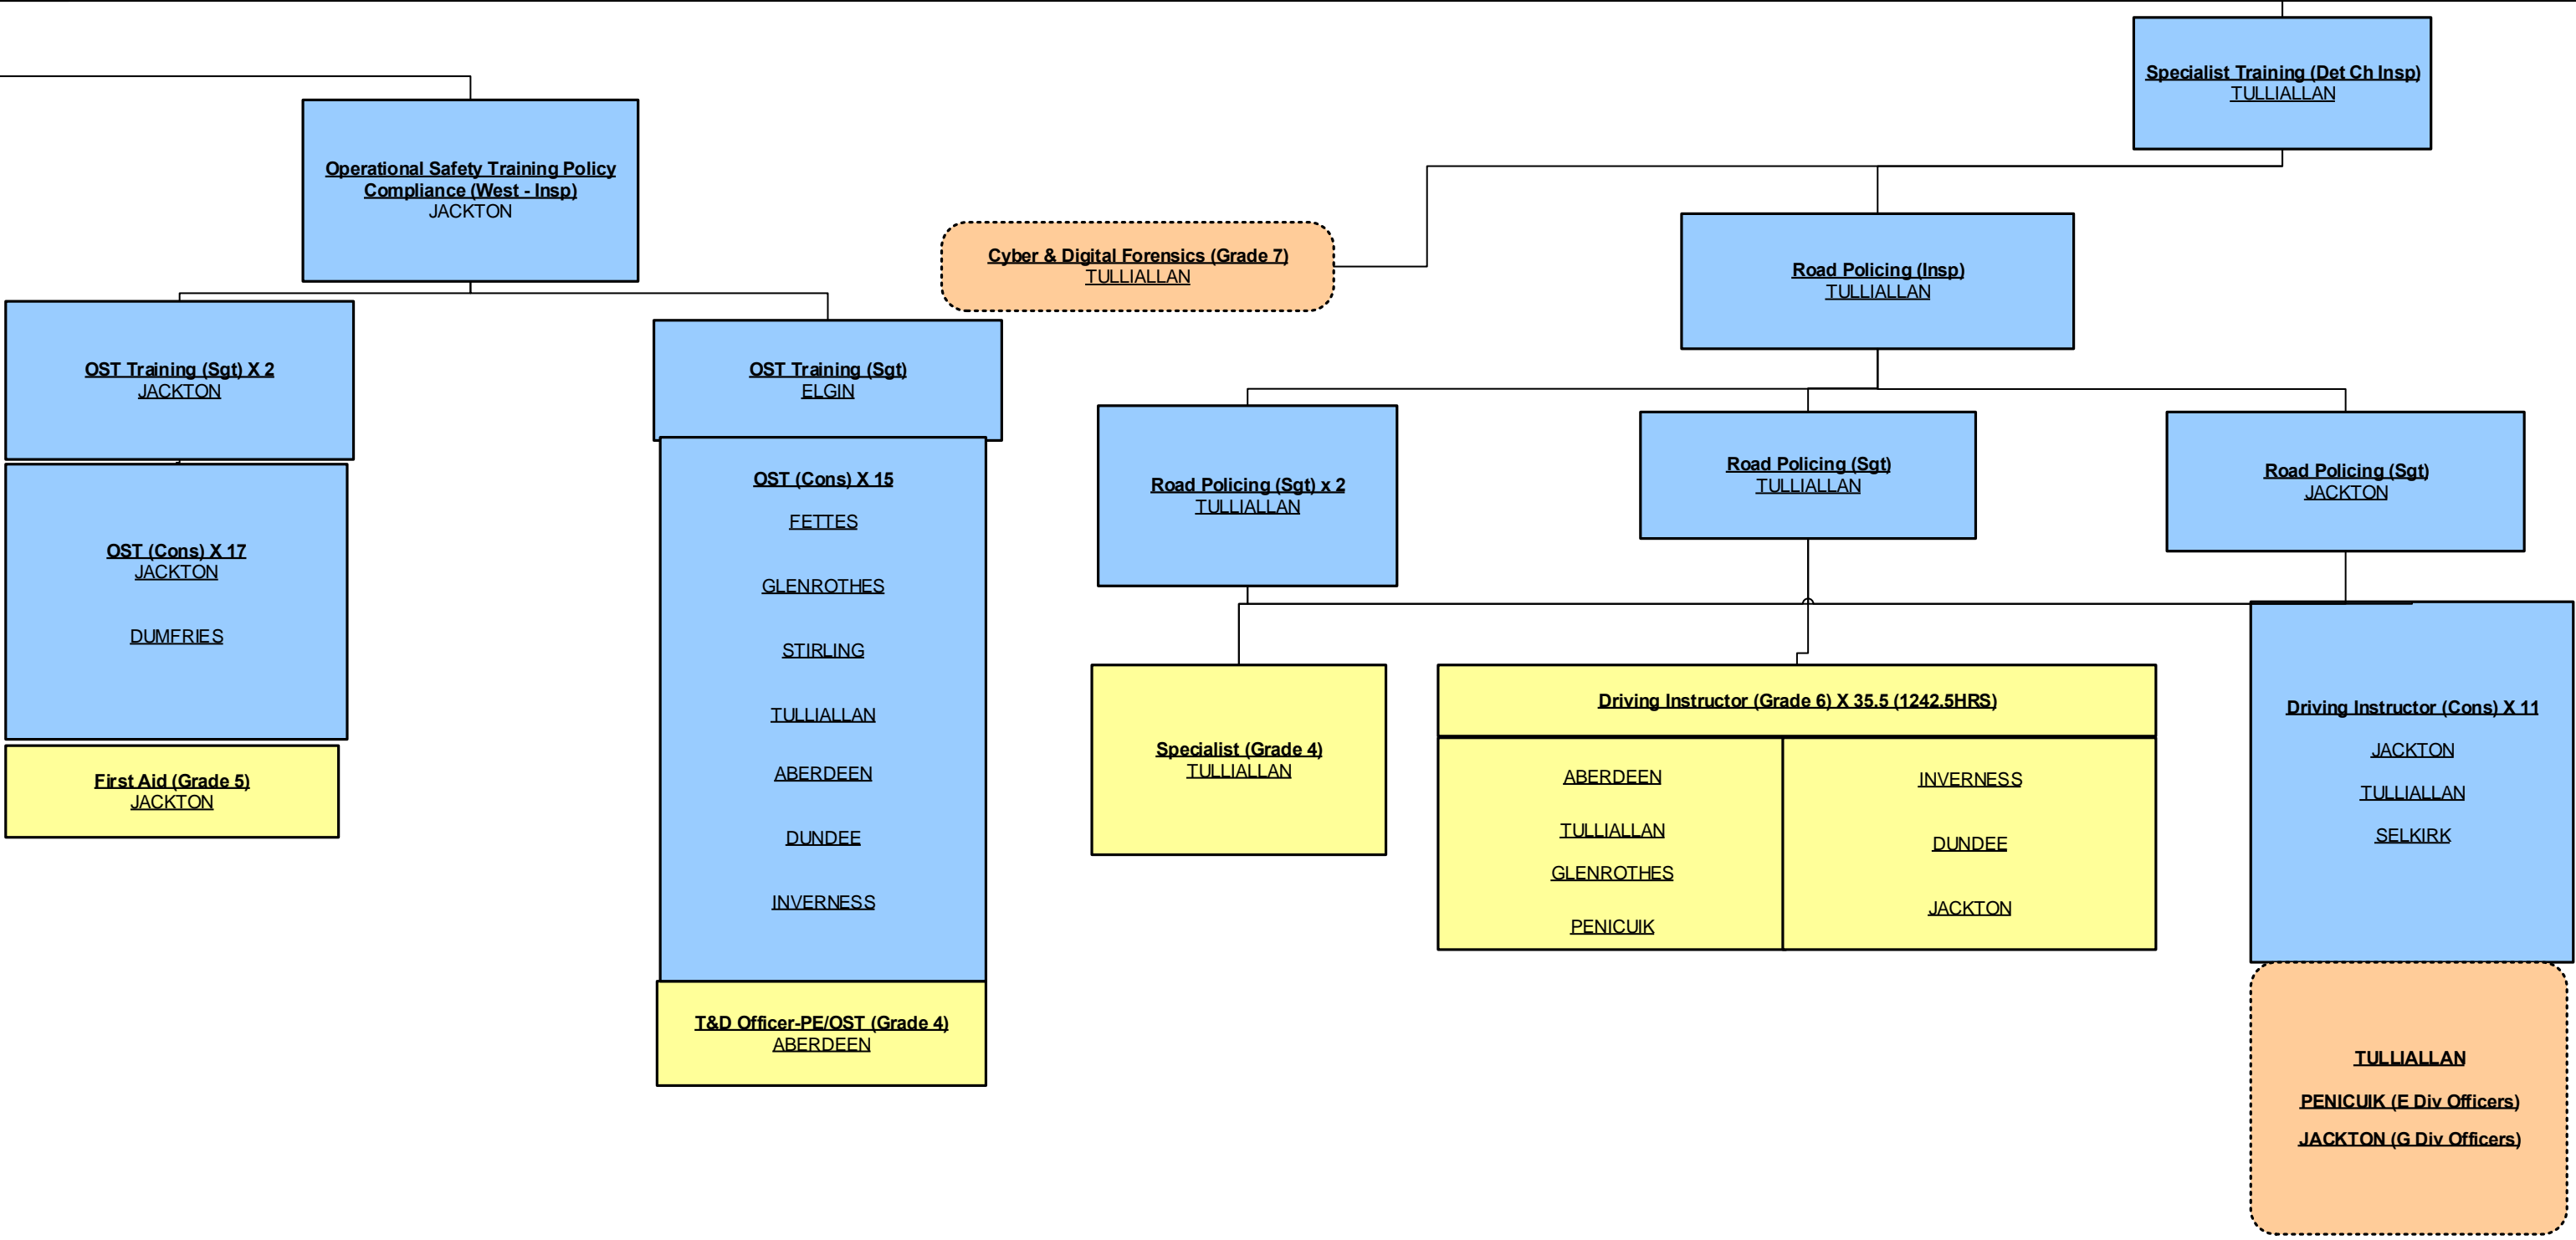 Specialist Training (Det Ch Insp)
TULLIALLAN
Operational Safety Training Policy
Compliance (West - Insp)
JACKTON
Cyber & Digital Forensics (Grade 7)
TULLIALLAN
Road Policing (Insp)
TULLIALLAN
OST Training (Sgt) X 2
JACKTON
OST Training (Sgt)
ELGIN
OST (Cons) X 17
JACKTON
DUMFRIES
First Aid (Grade 5)
JACKTON
OST (Cons) X 15
FETTES
GLENROTHES
STIRLING
TULLIALLAN
ABERDEEN
DUNDEE
INVERNESS
T&D Officer-PE/OST (Grade 4)
ABERDEEN
Road Policing (Sgt) x 2
TULLIALLAN
Road Policing (Sgt)
TULLIALLAN
Road Policing (Sgt)
JACKTON
Specialist (Grade 4)
TULLIALLAN
Driving Instructor (Grade 6) X 35.5 (1242.5HRS)
ABERDEEN
TULLIALLAN
GLENROTHES
PENICUIK
INVERNESS
DUNDEE
JACKTON
Driving Instructor (Cons) X 11
JACKTON
TULLIALLAN
SELKIRK
TULLIALLAN
PENICUIK (E Div Officers)
JACKTON (G Div Officers)